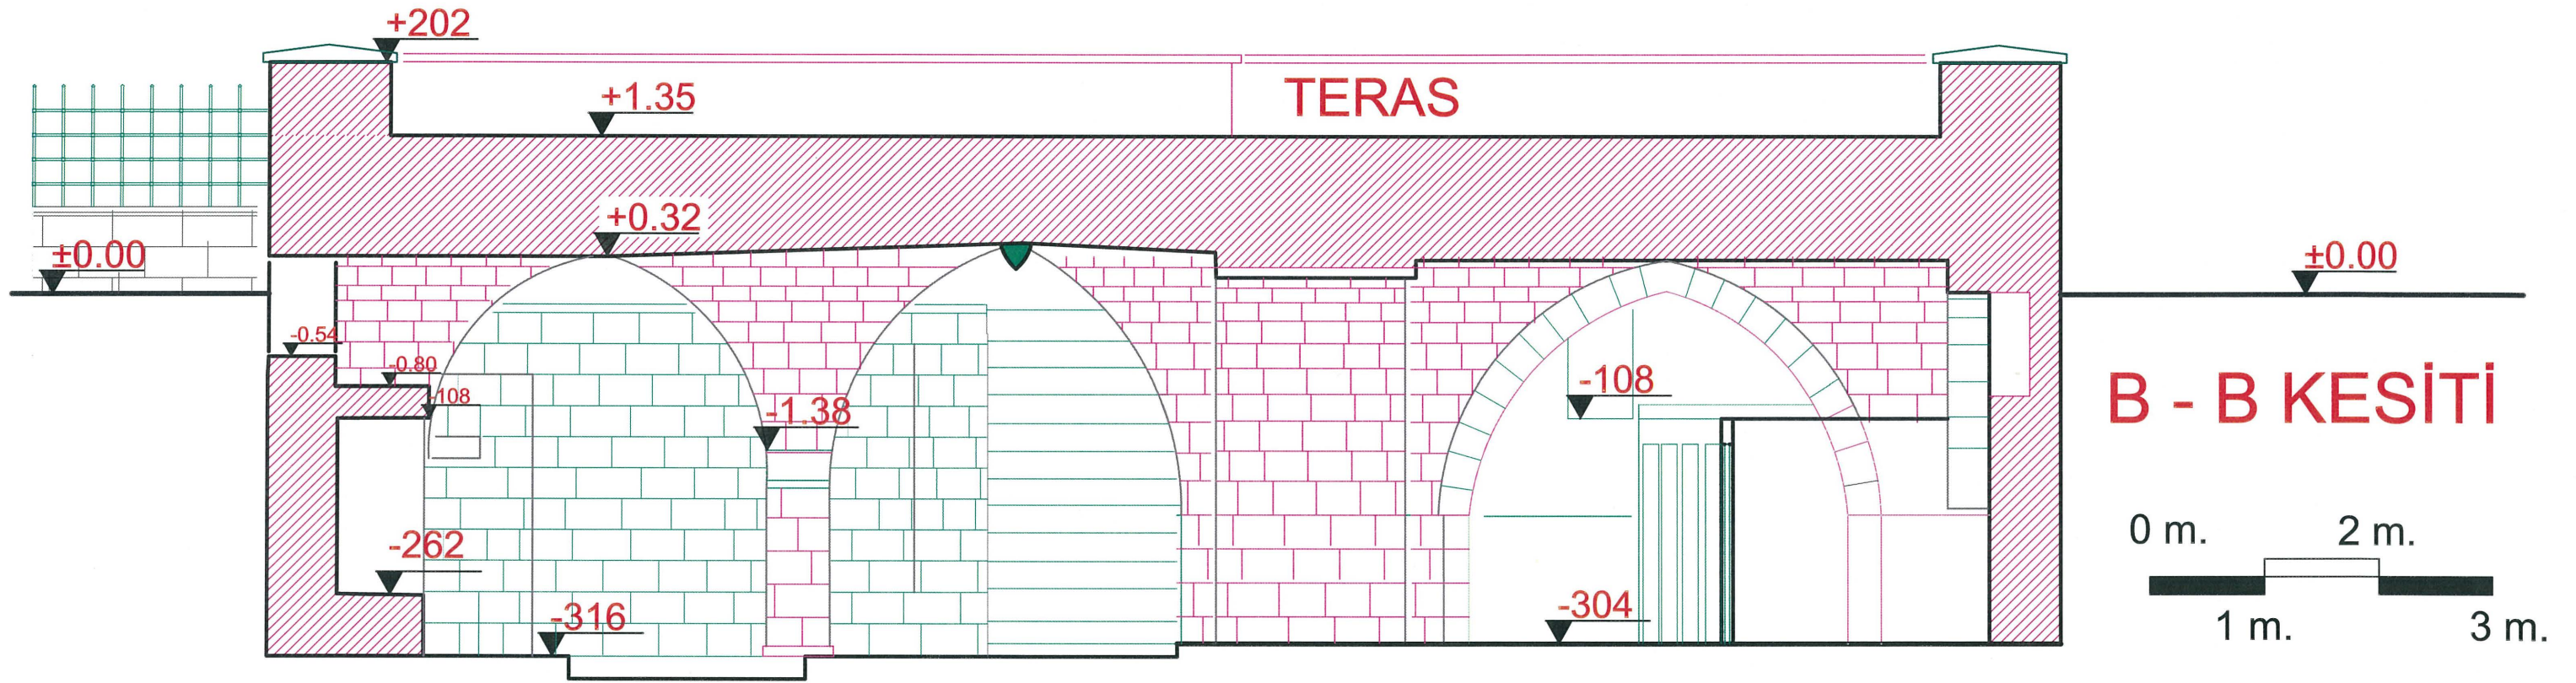 +202
+1.35
TERAS
+0.32
±0.00
±0.00
-0.54
-0.80
-108
-1.38
-108
B - B KESİTİ
-262
-316
-304
0 m.
2 m.
1 m.
3 m.